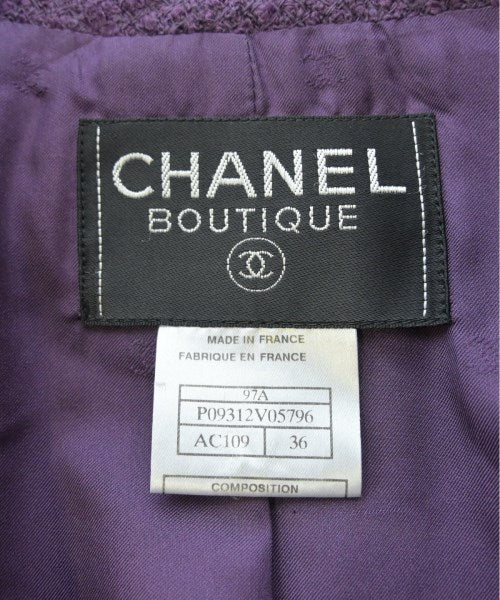 CHANEL
BOUTIQUE
MADE IN FRANCE
FABRIQUE EN FRANCE
97A
P09312V05796
AC109 36
COMPOSITION